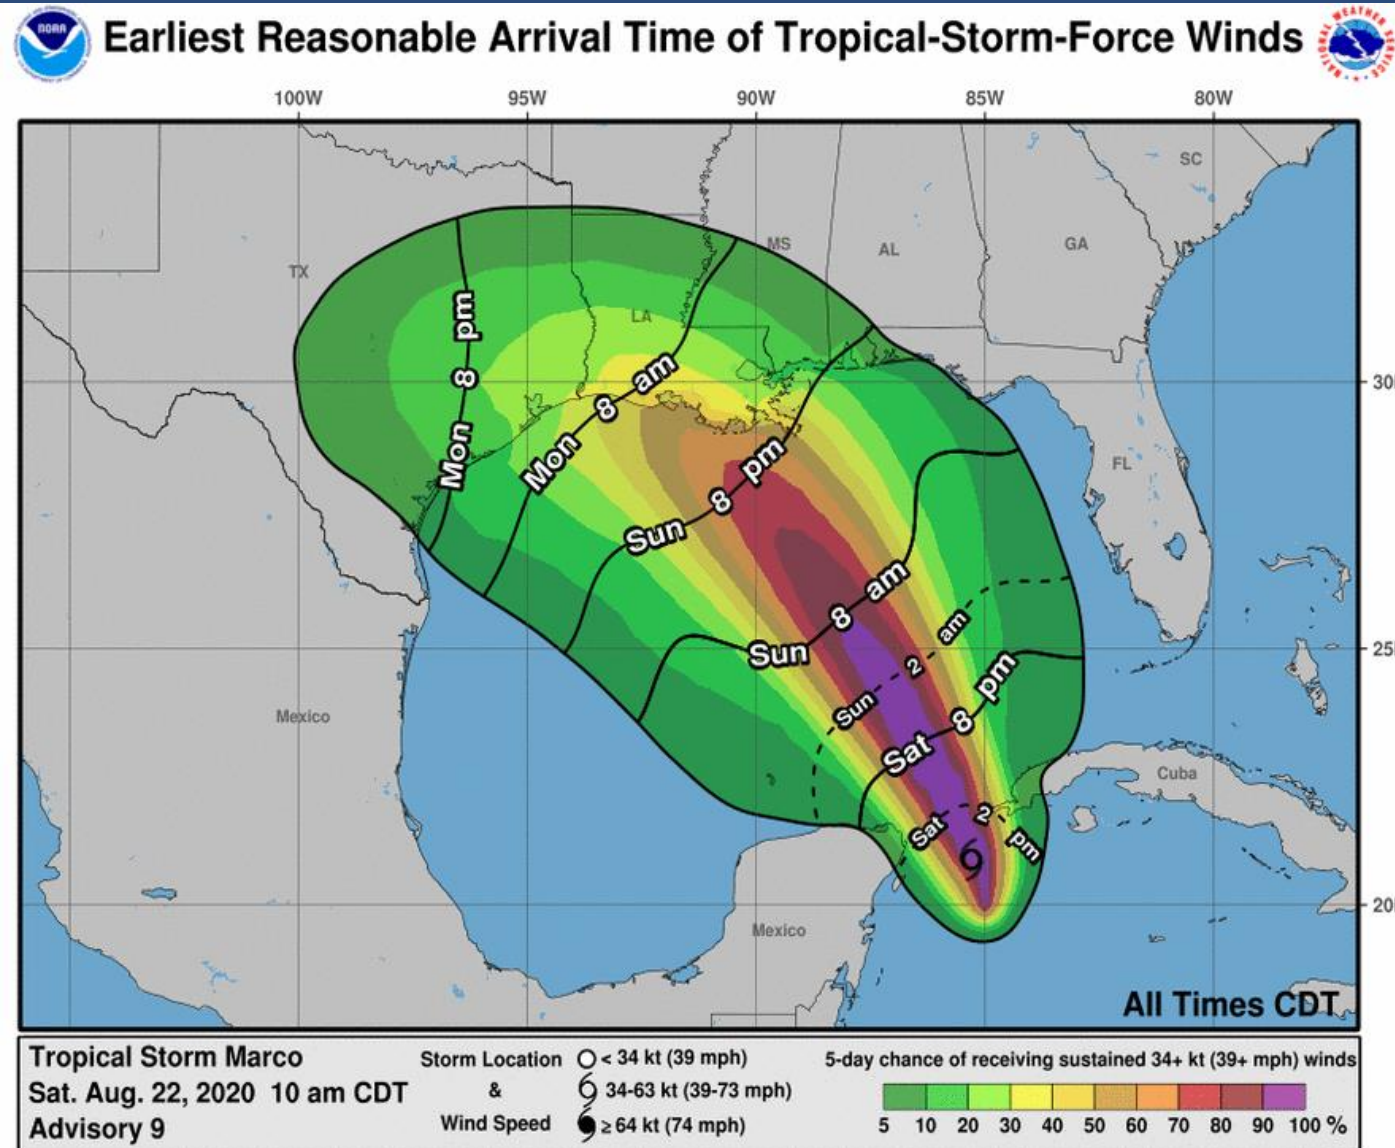 NOAA
Earliest Reasonable Arrival Time of Tropical-Storm-Force Winds
NATIONAL WEATHER SERVICE
100W 95W 90W 85W 80W
SC
MS AL GA
TX
LA
30
FL
25
20
Mon 8 pm
Mon 8 am
Sun 8 pm
Sun 8 am
Sun 2 am
Sat 8 pm
Sat 2 pm
Mexico
Cuba
Mexico
All Times CDT
Tropical Storm Marco
Sat. Aug. 22, 2020 10 am CDT
Advisory 9
Storm Location
&
Wind Speed
< 34 kt (39 mph)
34-63 kt (39-73 mph)
≥ 64 kt (74 mph)
5-day chance of receiving sustained 34+ kt (39+ mph) winds
5 10 20 30 40 50 60 70 80 90 100 %